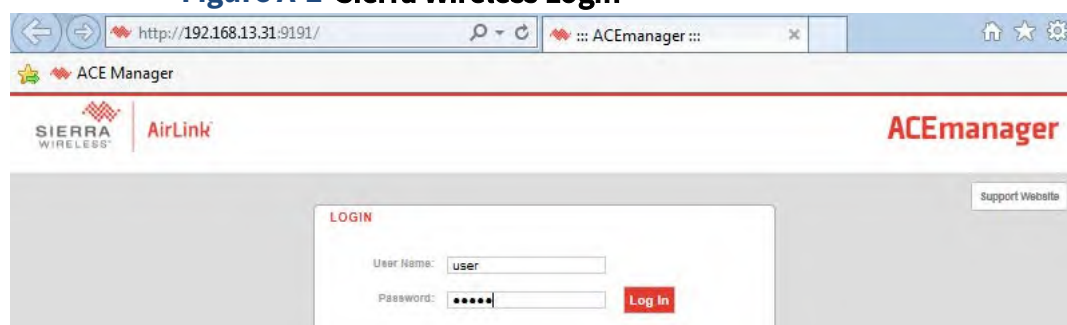 Sierra Wireless Login
http://192.168.13.31:9191/
::: ACEmanager :::
ACE Manager
SIERRA
WIRELESS
AirLink
ACEmanager
Support Website
LOGIN
User Name: user
Password: •••••
Log In